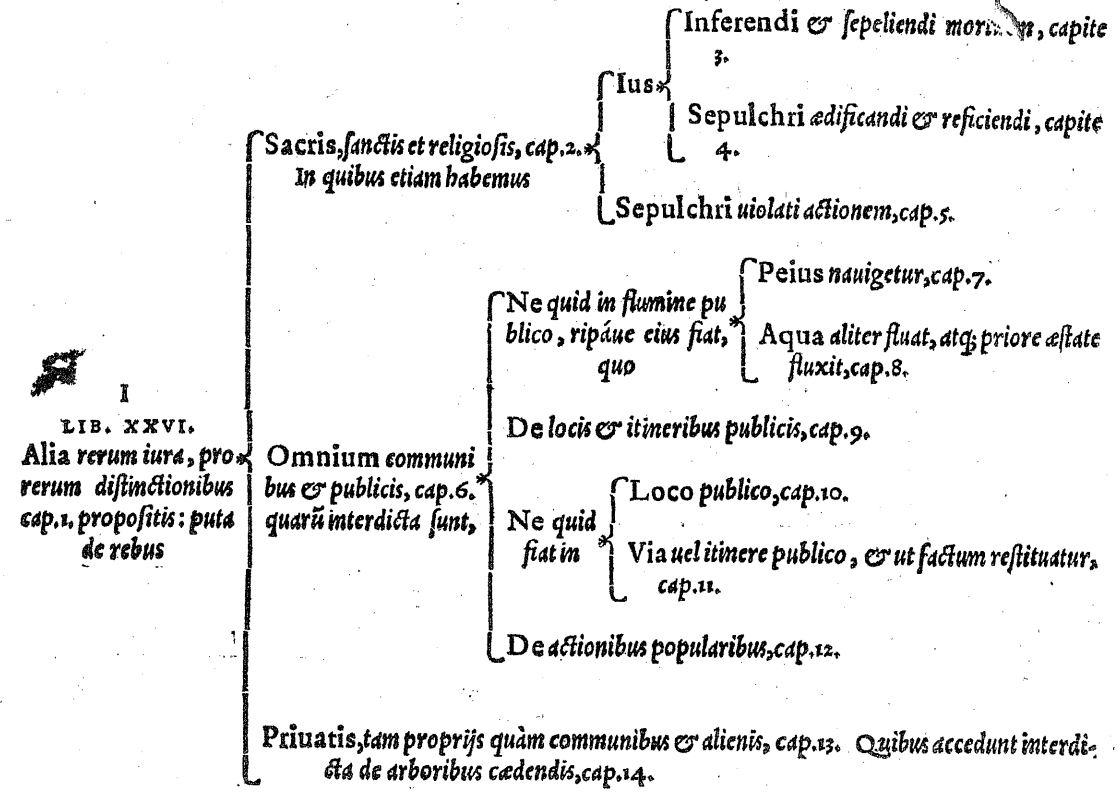 Inferendi & ſepeliendi capite
3.
Ius
Sepulchri ædificandi & reficiendi, capite
4.
Sacris, ſanctis et religioſis, cap.2.
In quibus etiam habemus
Sepulchri uiolati actionem, cap.5.
Ne quid in flumine pu
blico, ripáue eius fiat,
quo
Peius nauigetur, cap.7.
Aqua aliter fluat, atq; priore æſtate
fluxit, cap.8.
I
LIB. XXVI.
Alia rerum iura, pro
rerum diſtinctionibus
cap.1, propoſitis: puta
de rebus
De locis & itineribus publicis, cap.9.
Omnium communi
bus & publicis, cap.6.
quarū interdicta ſunt,
Ne quid
fiat in
Loco publico, cap.10.
Via uel itinere publico, & ut factum reſtituatur,
cap.11.
De actionibus popularibus, cap.12.
Priuatis, tam proprijs quàm communibus & alienis, cap.13. Quibus accedunt interdi-
cta de arboribus cædendis, cap.14.